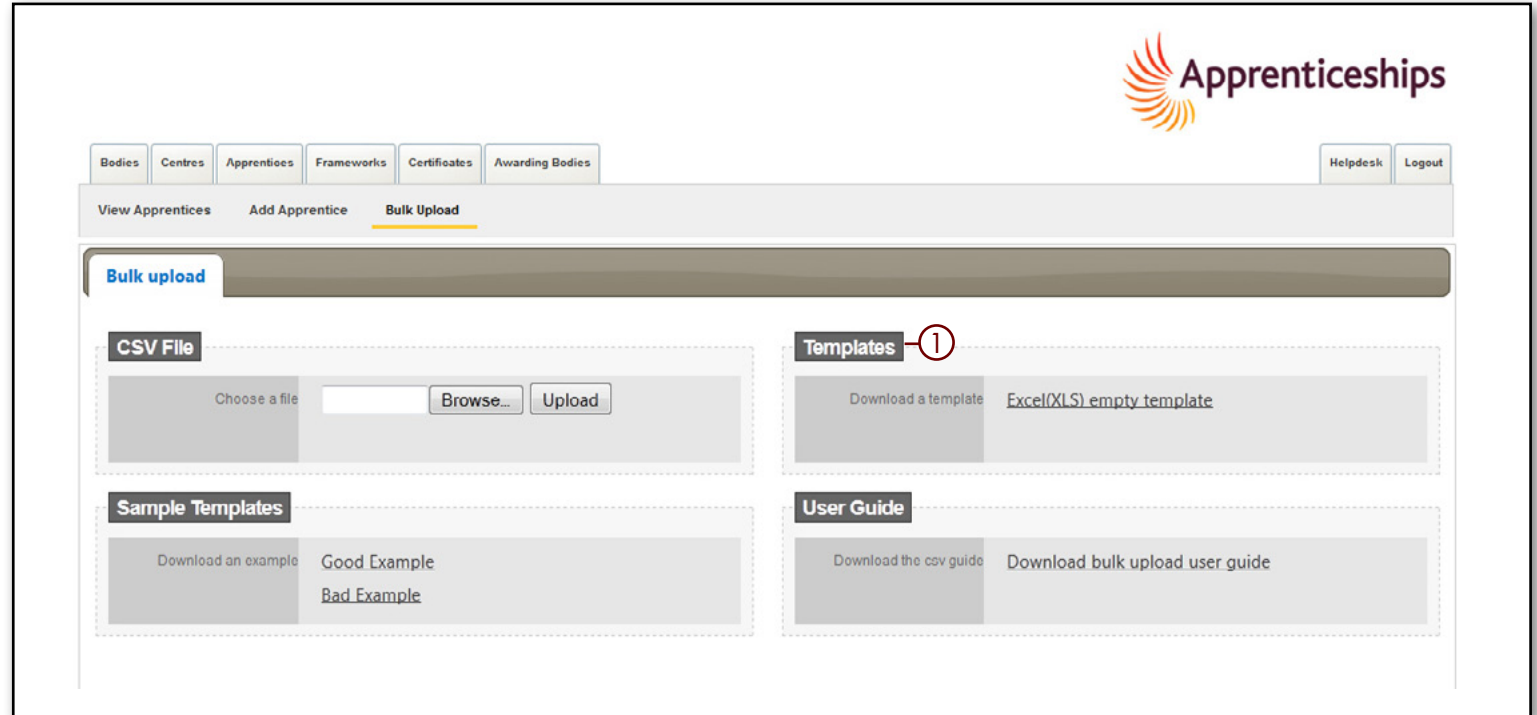 Apprenticeships
Bodies Centres Apprentices Frameworks Certificates Awarding Bodies Helpdesk Logout
View Apprentices Add Apprentice Bulk Upload
Bulk upload
CSV File
Choose a file Browse... Upload
Templates 1
Download a template Excel(XLS) empty template
Sample Templates
Download an example Good Example
Bad Example
User Guide
Download the csv guide Download bulk upload user guide